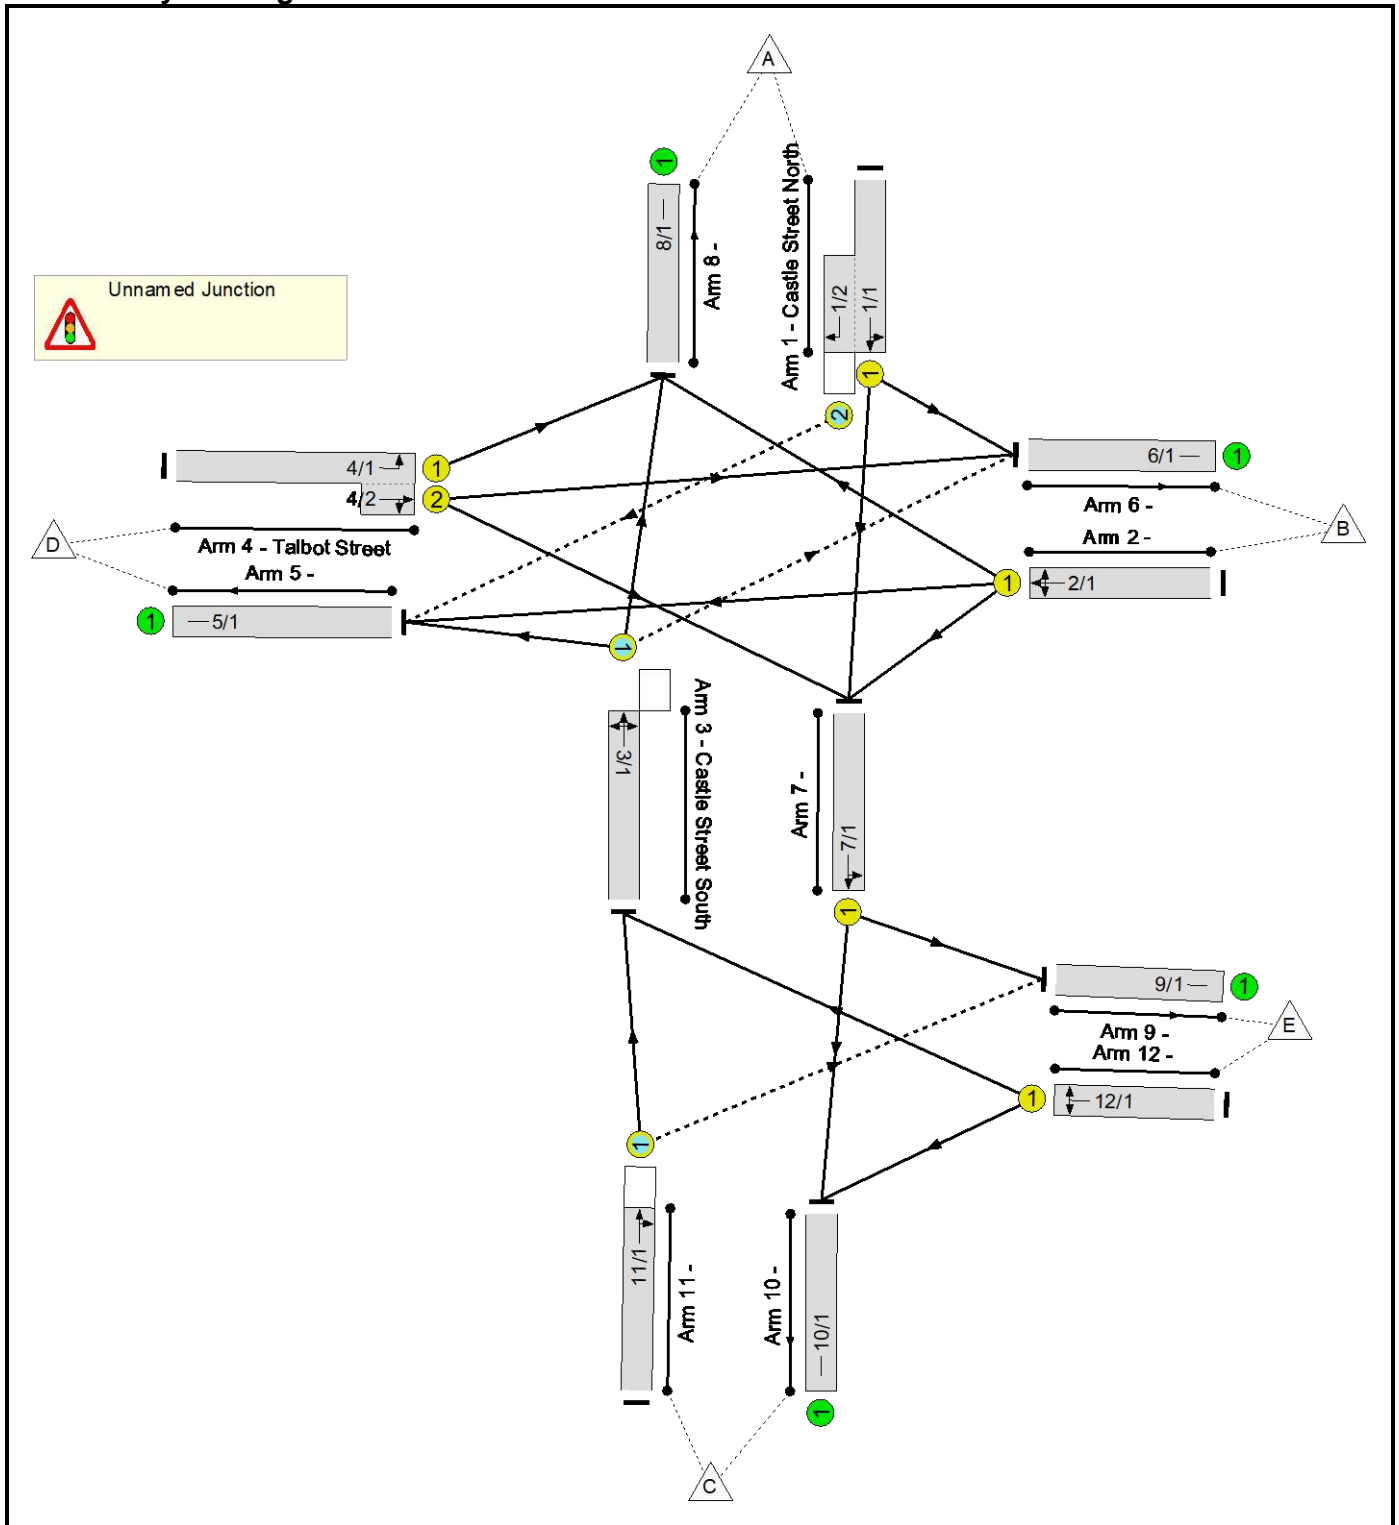 A
Unnamed Junction
1
8/1
Arm 8 -
Arm 1 - Castle Street North
1/2
1/1
1
2
4/1
1
4/2
2
6/1
1
Arm 6 -
Arm 2 -
B
D
Arm 4 - Talbot Street
Arm 5 -
1
2/1
1
5/1
1
3/1
Arm 3 - Castle Street South
Arm 7 -
7/1
1
9/1
1
Arm 9 -
Arm 12 -
E
1
12/1
1
11/1
Arm 11 -
Arm 10 -
10/1
1
C